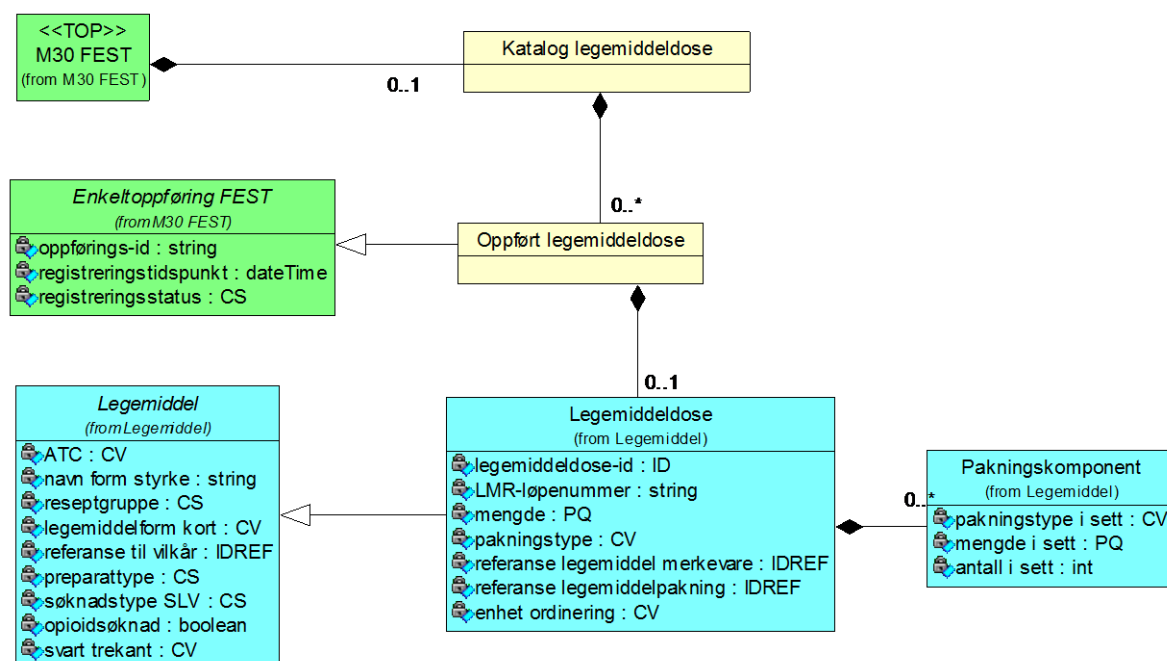 <<TOP>>
M30 FEST
(from M30 FEST)
Katalog legemiddeldose
0..1
0..*
Enkeltoppføring FEST
(from M30 FEST)
oppførings-id : string
registreringstidspunkt : dateTime
registreringsstatus : CS
Oppført legemiddeldose
0..1
Legemiddel
(from Legemiddel)
ATC : CV
navn form styrke : string
reseptgruppe : CS
legemiddelform kort : CV
referanse til vilkår : IDREF
preparattype : CS
søknadstype SLV : CS
opioidsøknad : boolean
svart trekant : CV
Legemiddeldose
(from Legemiddel)
legemiddeldose-id : ID
LMR-løpenummer : string
mengde : PQ
pakningstype : CV
referanse legemiddel merkevare : IDREF
referanse legemiddelpakning : IDREF
enhet ordinering : CV
0..*
Pakningskomponent
(from Legemiddel)
pakningstype i sett : CV
mengde i sett : PQ
antall i sett : int